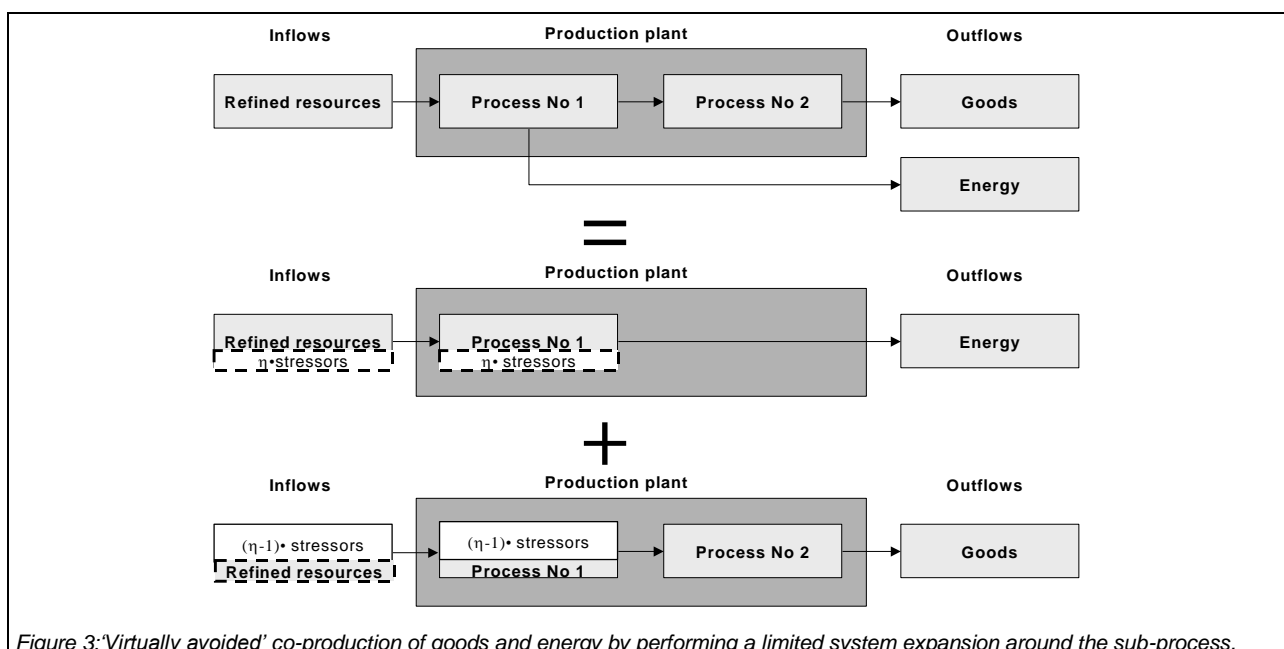 Inflows Production plant Outflows
Refined resources Process No 1 Process No 2 Goods
Energy
=
Inflows Production plant Outflows
Refined resources Process No 1 Energy
η•stressors η• stressors
+
Inflows Production plant Outflows
(η-1)• stressors (η-1)• stressors Process No 2 Goods
Refined resources Process No 1
Figure 3:‘Virtually avoided’ co-production of goods and energy by performing a limited system expansion around the sub-process.